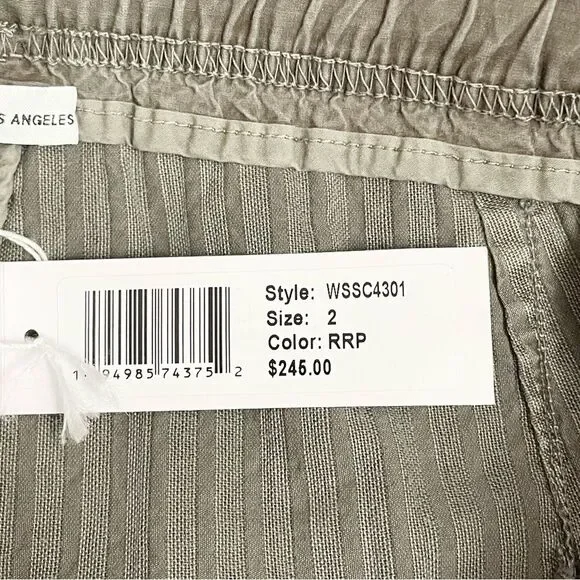 S ANGELES
Style: WSSC4301
Size: 2
Color: RRP
$245.00
94985 74375 2